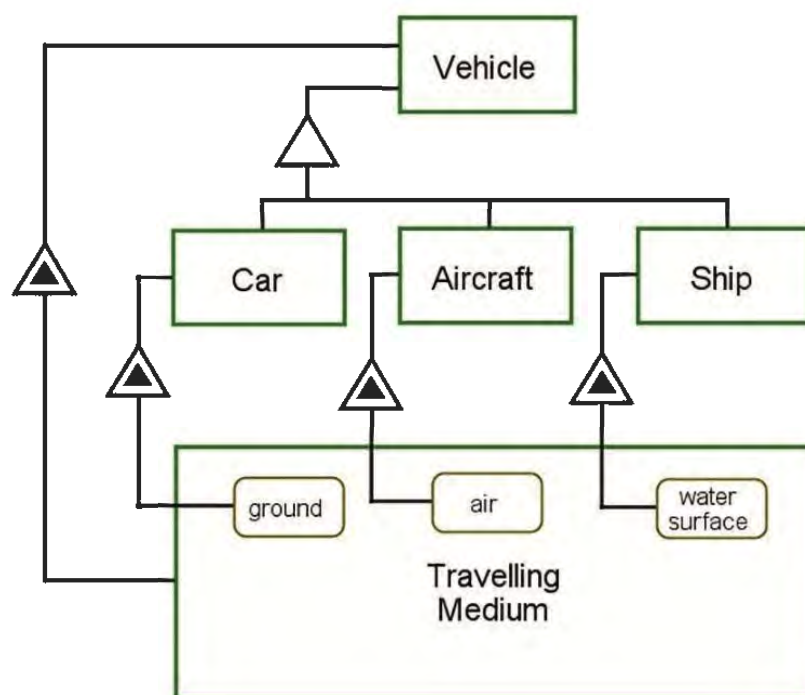 Vehicle
Car
Aircraft
Ship
ground
air
water
surface
Travelling
Medium